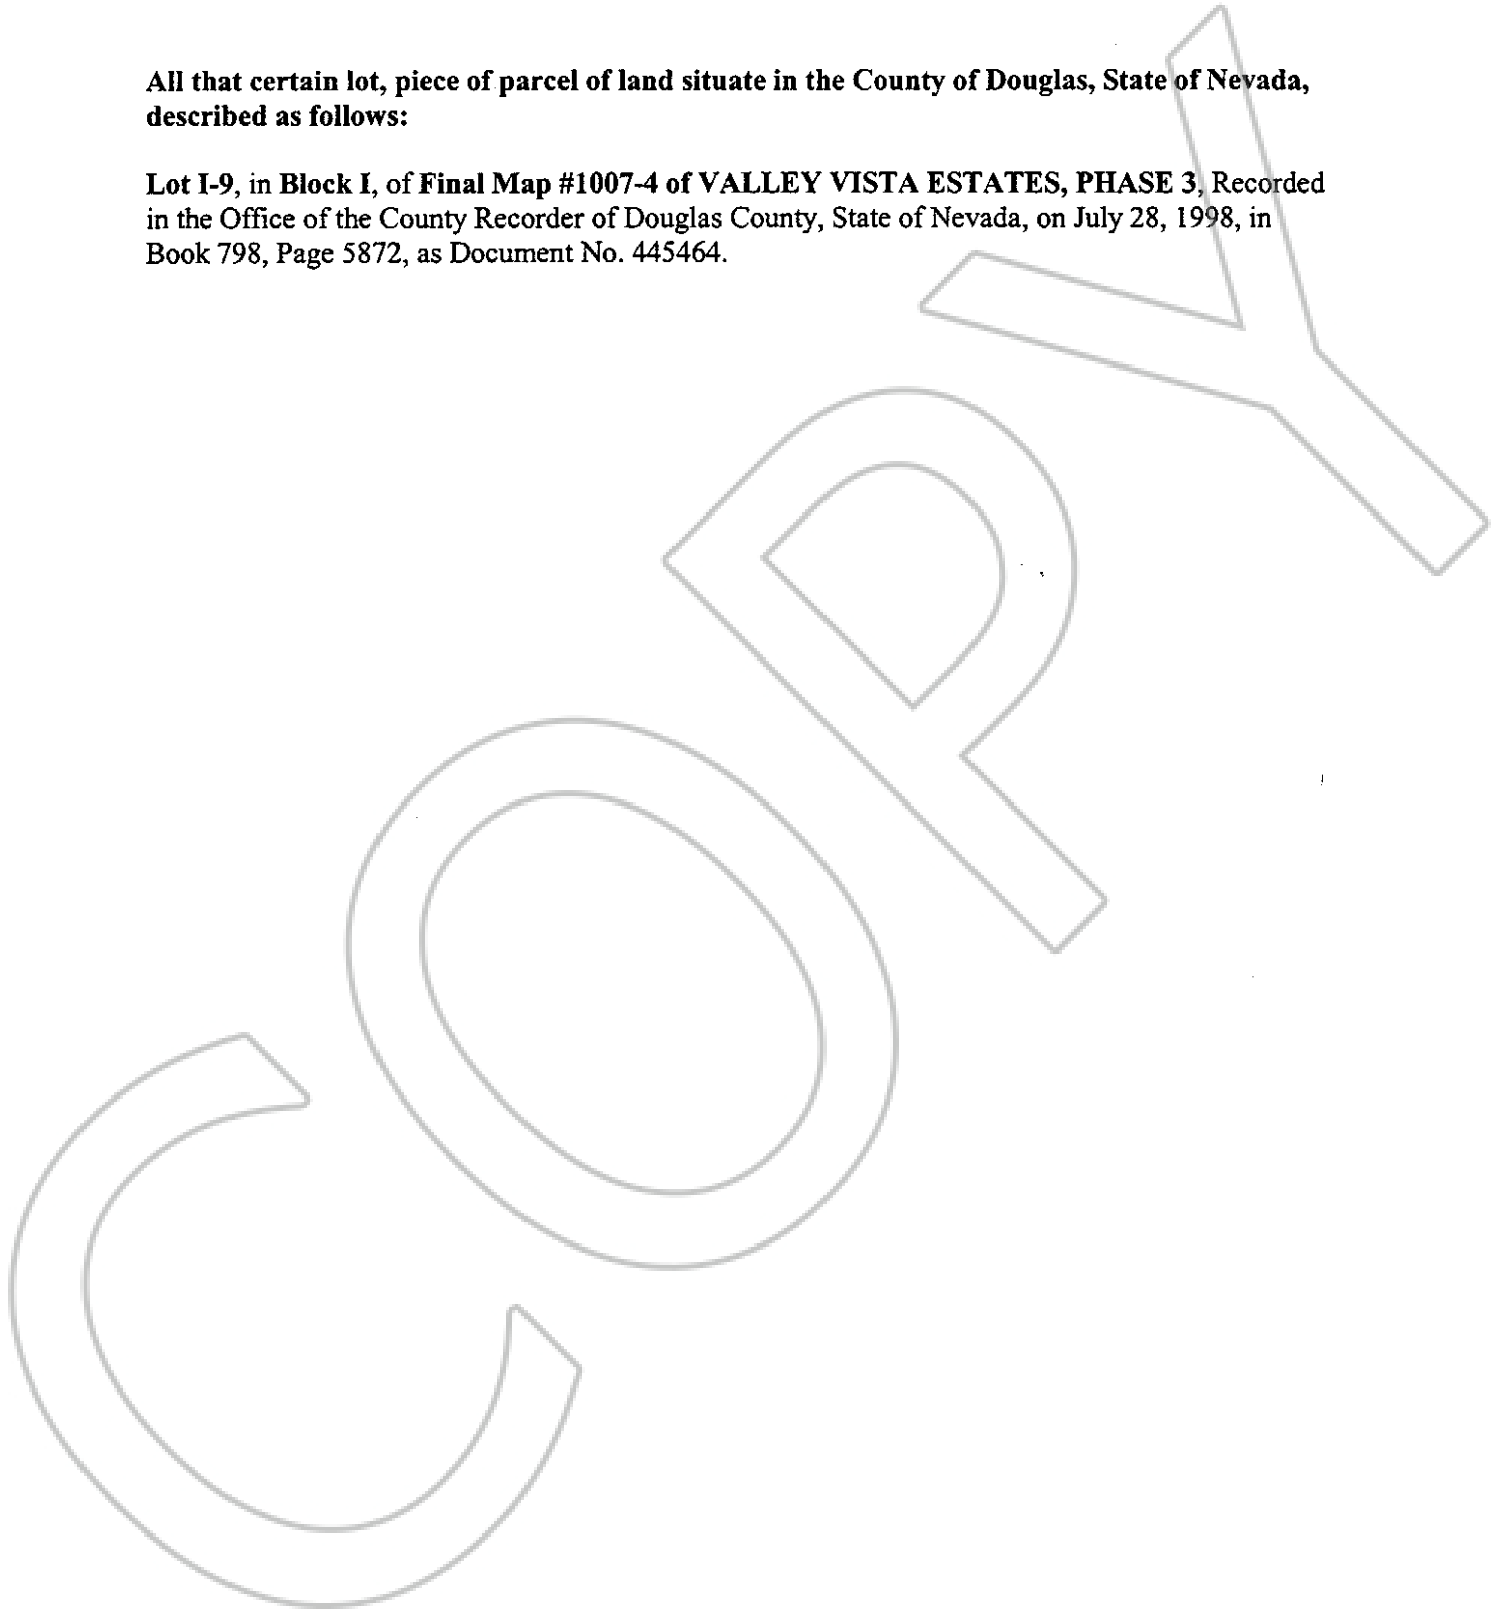 All that certain lot, piece of parcel of land situate in the County of Douglas, State of Nevada,
described as follows:
Lot I-9, in Block I, of Final Map #1007-4 of VALLEY VISTA ESTATES, PHASE 3, Recorded
in the Office of the County Recorder of Douglas County, State of Nevada, on July 28, 1998, in
Book 798, Page 5872, as Document No. 445464.
COPY